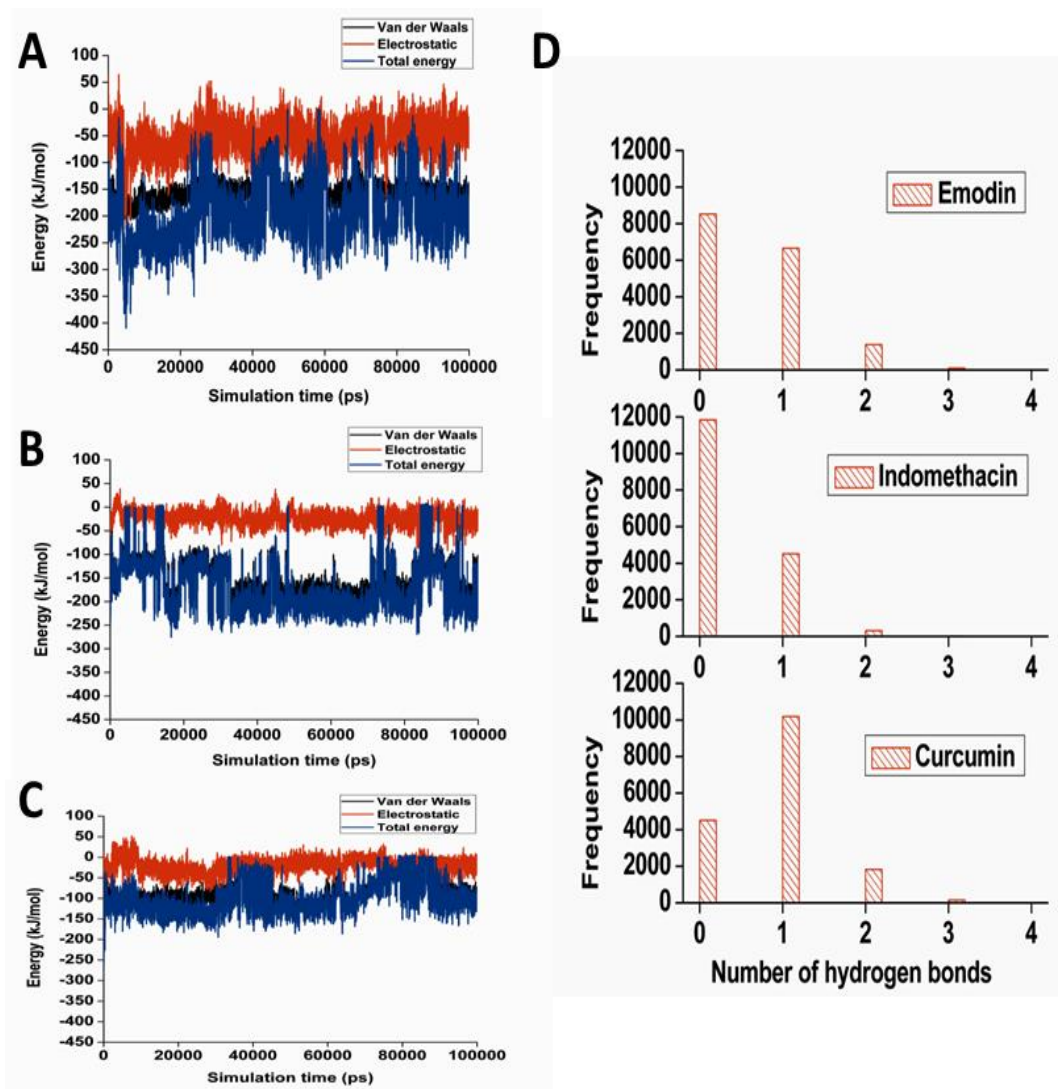 A
Van der Waals
Electrostatic
Total energy
100
50
0
-50
-100
-150
-200
-250
-300
-350
-400
-450
Energy (kJ/mol)
0 20000 40000 60000 80000 100000
Simulation time (ps)
B
Van der Waals
Electrostatic
Total energy
100
50
0
-50
-100
-150
-200
-250
-300
-350
-400
-450
Energy (kJ/mol)
0 20000 40000 60000 80000 100000
Simulation time (ps)
C
Van der Waals
Electrostatic
Total energy
100
50
0
-50
-100
-150
-200
-250
-300
-350
-400
-450
Energy (kJ/mol)
0 20000 40000 60000 80000 100000
Simulation time (ps)
D
12000
10000
8000
6000
4000
2000
0
Frequency
Emodin
0 1 2 3 4
12000
10000
8000
6000
4000
2000
0
Frequency
Indomethacin
0 1 2 3 4
12000
10000
8000
6000
4000
2000
0
Frequency
Curcumin
0 1 2 3 4
Number of hydrogen bonds